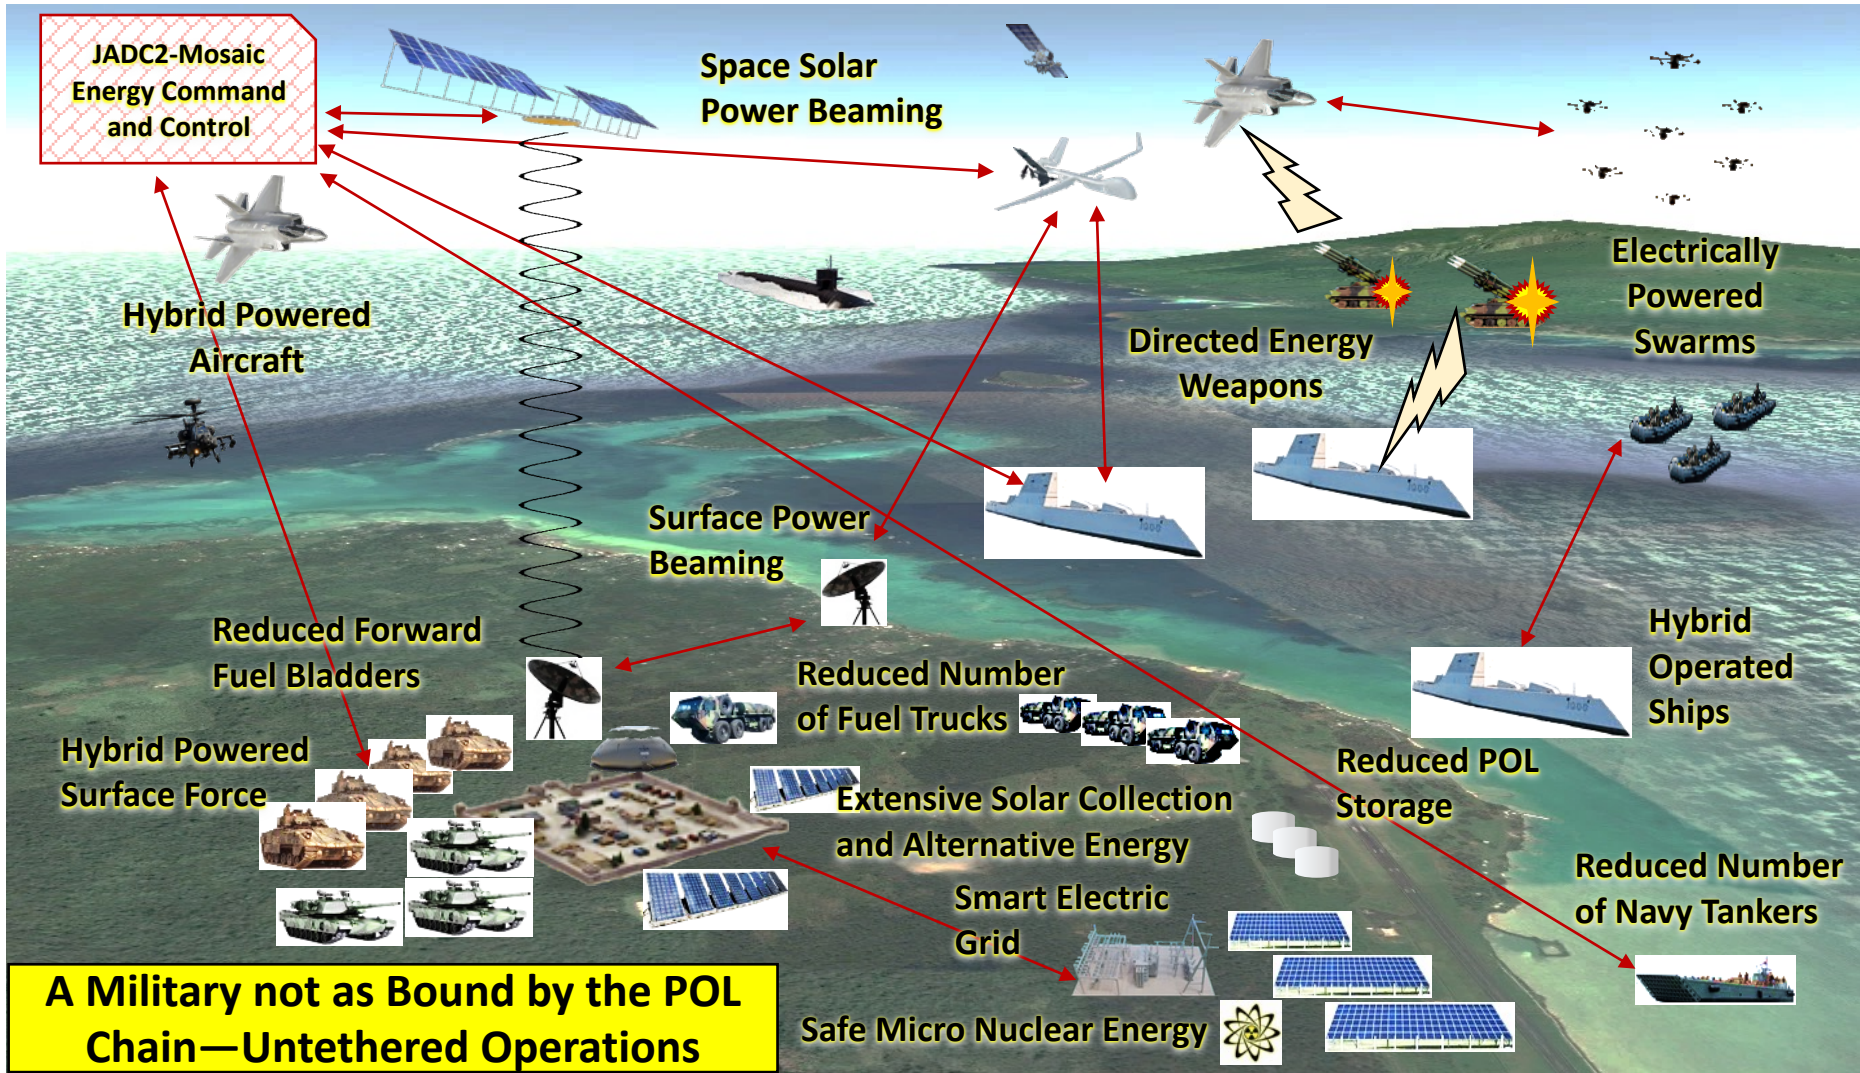 JADC2-Mosaic
Energy Command
and Control
Space Solar
Power Beaming
Hybrid Powered
Aircraft
Electrically
Powered
Swarms
Directed Energy
Weapons
1000
1000
Surface Power
Beaming
Reduced Forward
Fuel Bladders
Hybrid
Operated
Ships
1000
Reduced Number
of Fuel Trucks
Hybrid Powered
Surface Force
Reduced POL
Storage
Extensive Solar Collection
and Alternative Energy
Reduced Number
of Navy Tankers
Smart Electric
Grid
Safe Micro Nuclear Energy
A Military not as Bound by the POL
Chain—Untethered Operations